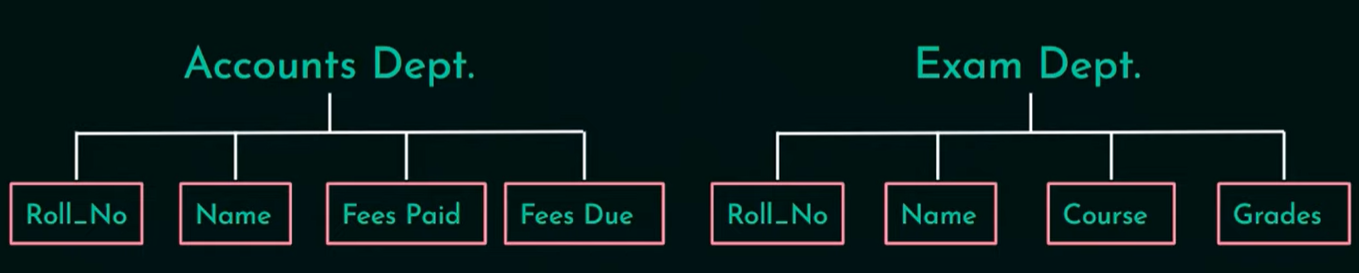 Accounts Dept.
Exam Dept.
Roll_No
Name
Fees Paid
Fees Due
Roll_No
Name
Course
Grades